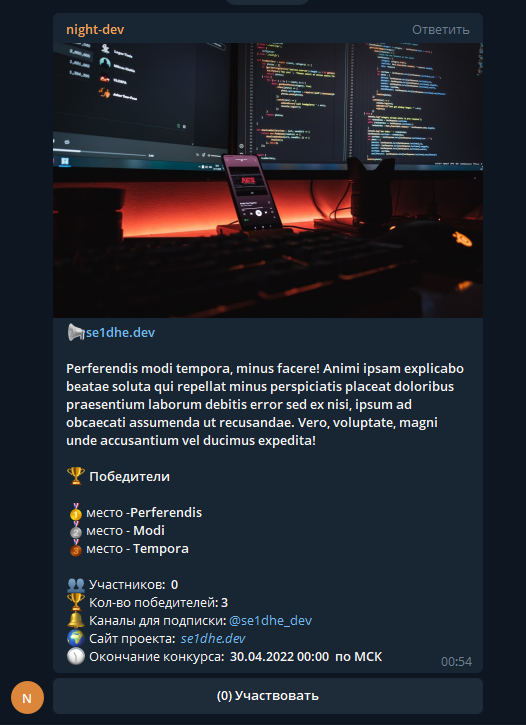 night-dev
Ответить
se1dhe.dev
Perferendis modi tempora, minus facere! Animi ipsam explicabo
beatae soluta qui repellat minus perspiciatis placeat doloribus
praesentium laborum debitis error sed ex nisi, ipsum ad
obcaecati assumenda ut recusandae. Vero, voluptate, magni
unde accusantium vel ducimus expedita!
Победители
место -Perferendis
место - Modi
место - Tempora
Участников: 0
Кол-во победителей: 3
Каналы для подписки: @se1dhe_dev
Сайт проекта: se1dhe.dev
Окончание конкурса: 30.04.2022 00:00 по МСК
00:54
N
(0) Участвовать